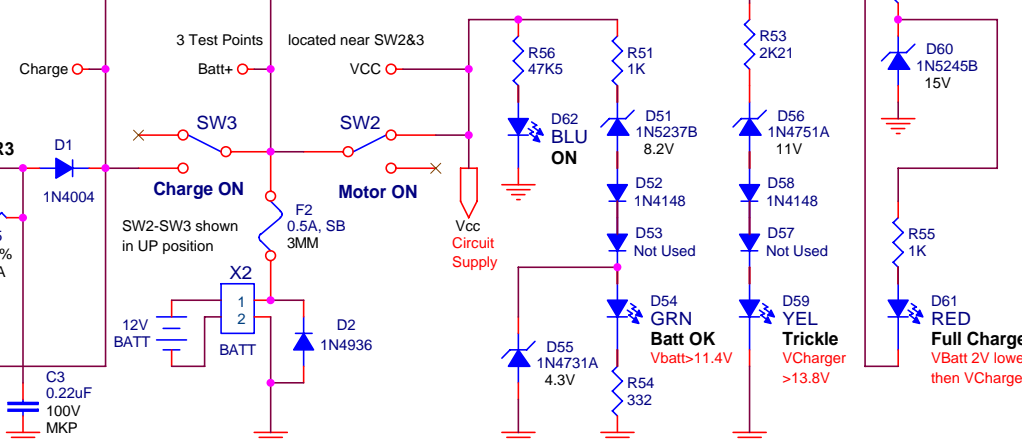 3 Test Points
located near SW2&3
Charge
Batt+
VCC
R56
47K5
R51
1K
R53
2K21
D60
1N5245B
15V
SW3
SW2
D62
BLU
ON
D51
1N5237B
8.2V
D56
1N4751A
11V
R3
D1
1N4004
Charge ON
Motor ON
D52
1N4148
D58
1N4148
SW2-SW3 shown
in UP position
F2
0.5A, SB
3MM
Vcc
Circuit
Supply
D53
Not Used
D57
Not Used
R55
1K
5
%
A
X2
1
2
BATT
12V
BATT
D2
1N4936
D54
GRN
Batt OK
Vbatt>11.4V
D59
YEL
Trickle
VCharger
>13.8V
D61
RED
Full Charge
VBatt 2V lowe
then VCharge
D55
1N4731A
4.3V
R54
332
C3
0.22uF
100V
MKP